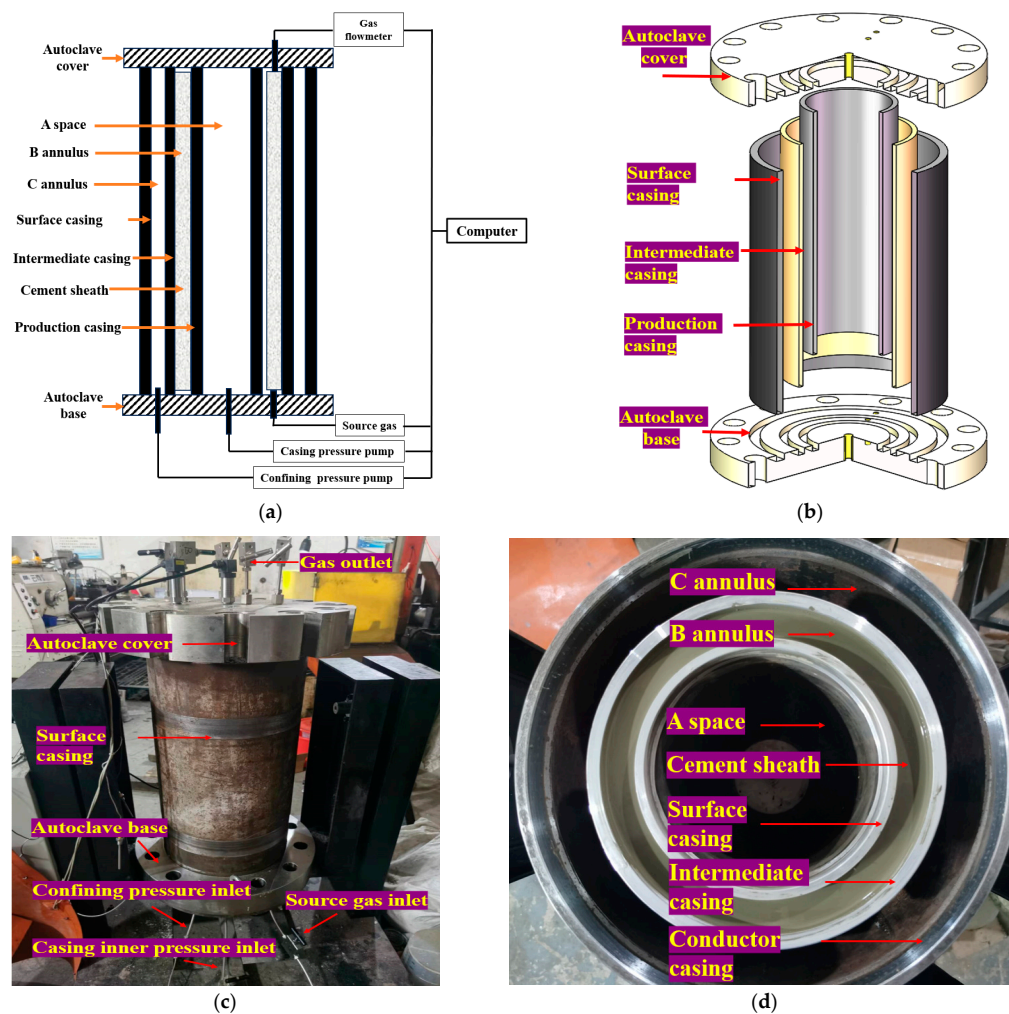 Gas
flowmeter
Autoclave
cover
A space
B annulus
C annulus
Surface casing
Intermediate casing
Cement sheath
Production casing
Autoclave
base
Computer
Source gas
Casing pressure pump
Confining pressure pump
(a)
Autoclave
cover
Surface
casing
Intermediate
casing
Production
casing
Autoclave
base
(b)
Gas outlet
Autoclave cover
Surface
casing
Autoclave base
Confining pressure inlet
Source gas inlet
Casing inner pressure inlet
(c)
C annulus
B annulus
A space
Cement sheath
Surface
casing
Intermediate
casing
Conductor
casing
(d)